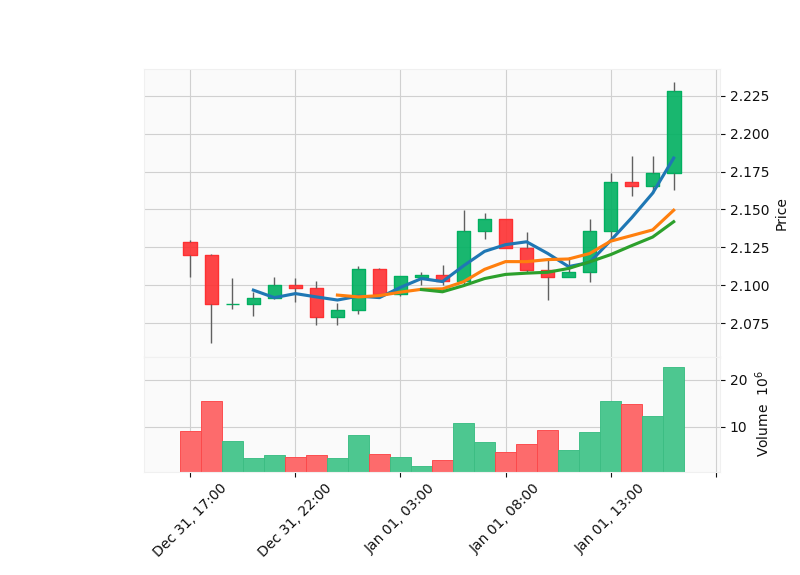 2.225
2.200
2.175
2.150
2.125
2.100
2.075
Price
20
10
Volume 10^6
Dec 31, 17:00
Dec 31, 22:00
Jan 01, 03:00
Jan 01, 08:00
Jan 01, 13:00